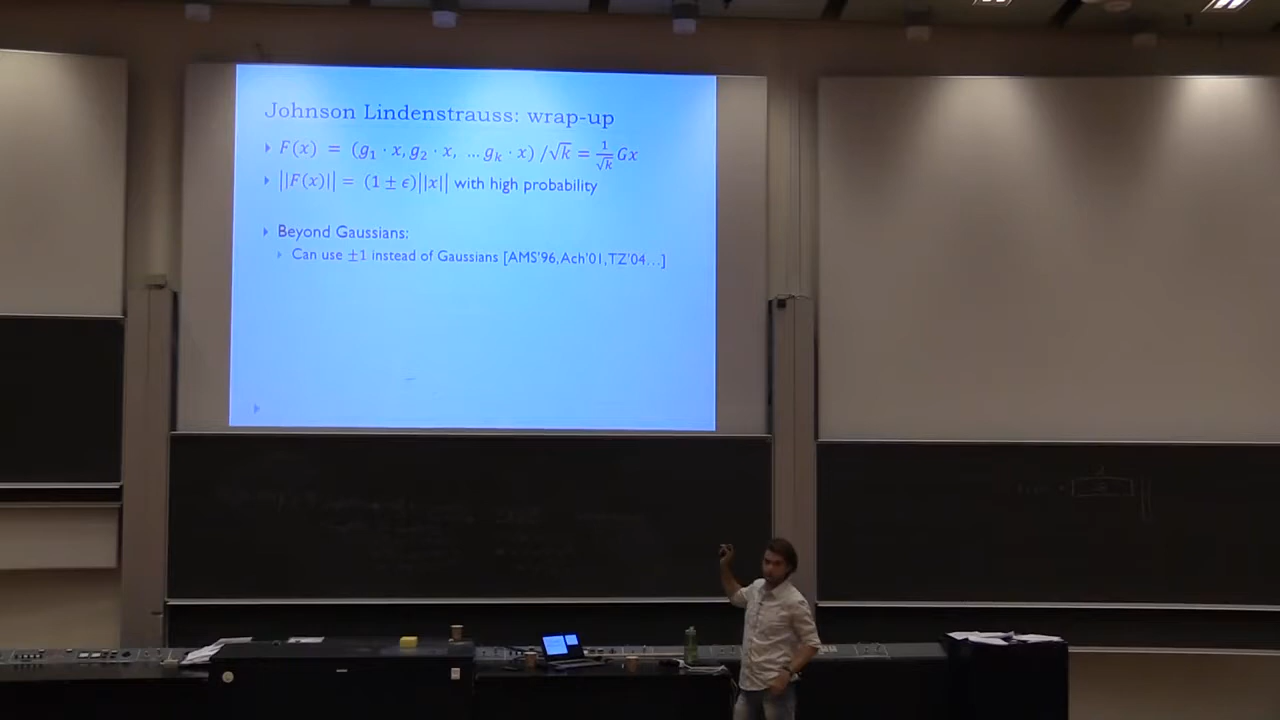 Johnson Lindenstrauss: wrap-up
F(x) = (g₁ · x, g₂ · x, … gₖ · x) /√k = 1/√k Gx
||F(x)|| = (1 ± ϵ)||x|| with high probability
Beyond Gaussians:
Can use ±1 instead of Gaussians [AMS'96,Ach'01,TZ'04…]